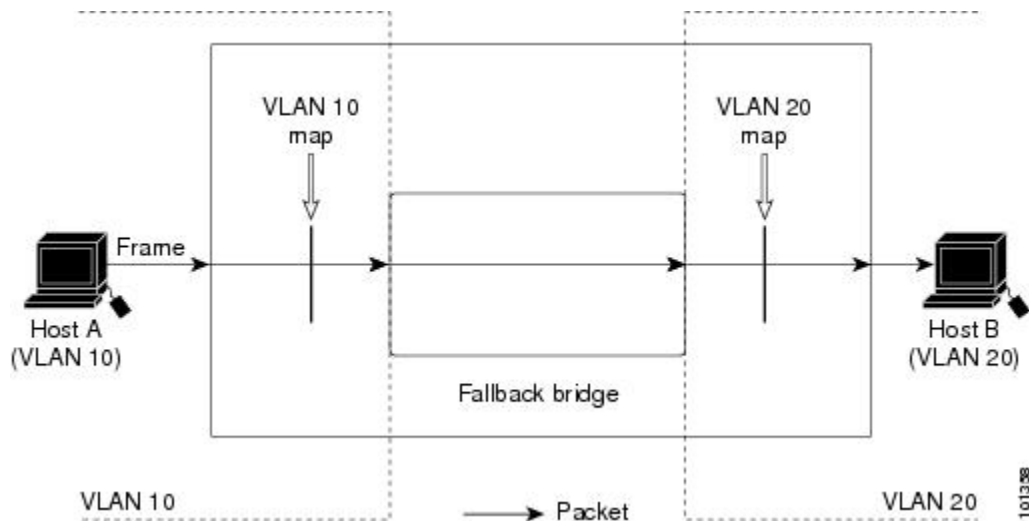 VLAN 10
map
VLAN 20
map
Frame
Host A
(VLAN 10)
Host B
(VLAN 20)
Fallback bridge
VLAN 10
Packet
VLAN 20
101358